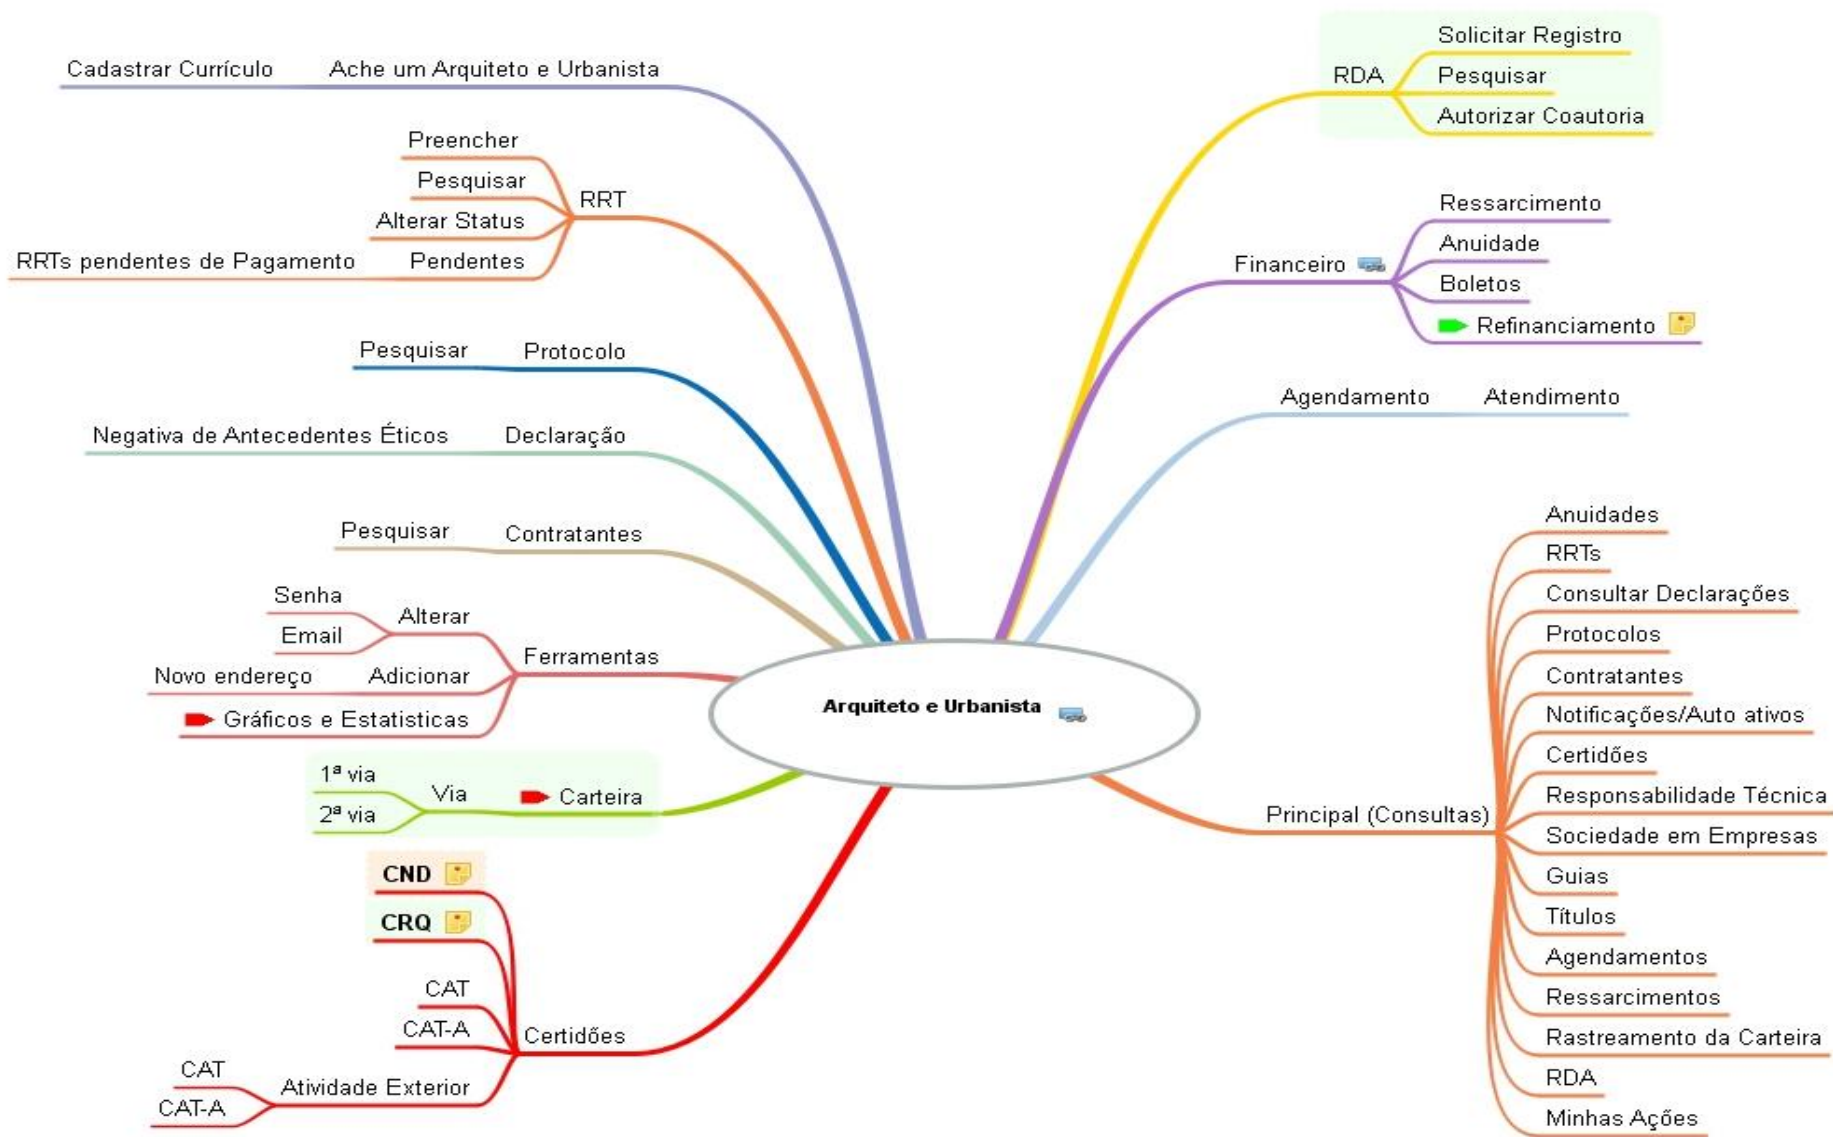 Cadastrar Currículo
Ache um Arquiteto e Urbanista
Preencher
Pesquisar
Alterar Status
RRTs pendentes de Pagamento
Pendentes
RRT
Pesquisar
Protocolo
Negativa de Antecedentes Éticos
Declaração
Pesquisar
Contratantes
Senha
Email
Alterar
Novo endereço
Adicionar
Gráficos e Estatisticas
Ferramentas
1ª via
2ª via
Via
Carteira
CND
CRQ
CAT
CAT-A
CAT
CAT-A
Atividade Exterior
Certidões
Arquiteto e Urbanista
RDA
Solicitar Registro
Pesquisar
Autorizar Coautoria
Financeiro
Ressarcimento
Anuidade
Boletos
Refinanciamento
Agendamento
Atendimento
Principal (Consultas)
Anuidades
RRTs
Consultar Declarações
Protocolos
Contratantes
Notificações/Auto ativos
Certidões
Responsabilidade Técnica
Sociedade em Empresas
Guias
Títulos
Agendamentos
Ressarcimentos
Rastreamento da Carteira
RDA
Minhas Ações